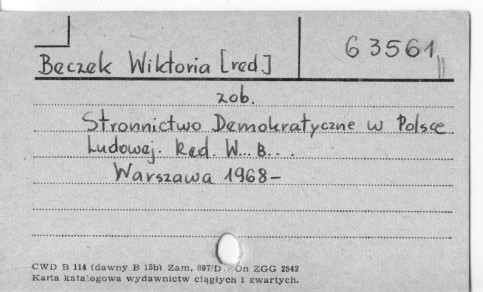 Beczek Wiktoria [red]
63561
zob.
Stronnictwo Demokratyczne w Polsce
Ludowej. Red. W.. B...
Warszawa 1968-
CWD B 114 (dawny B 15b) Zam. 897/D. On ZGG 2542
Karta katalogowa wydawnictw ciągłych i zwartych.